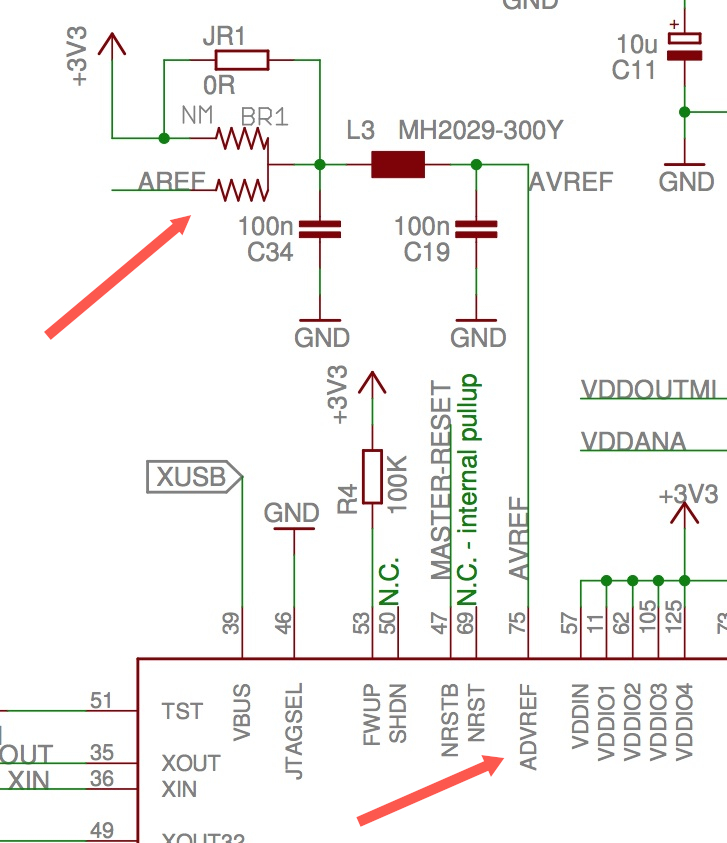 GND
+3V3
JR1
0R
NM
BR1
AREF
L3
MH2029-300Y
AVREF
100n
C34
GND
100n
C19
GND
+
10u
C11
GND
+3V3
R4
100K
XUSB
GND
N.C.
MASTER-RESET
N.C. - internal pullup
AVREF
VDDOUTMI
VDDANA
+3V3
39
46
53
50
47
69
75
57
11
62
105
125
73
VBUS
JTAGSEL
FWUP
SHDN
NRSTB
NRST
ADVREF
VDDIN
VDDIO1
VDDIO2
VDDIO3
VDDIO4
51
TST
OUT
35
XOUT
XIN
36
XIN
49
XOUT32